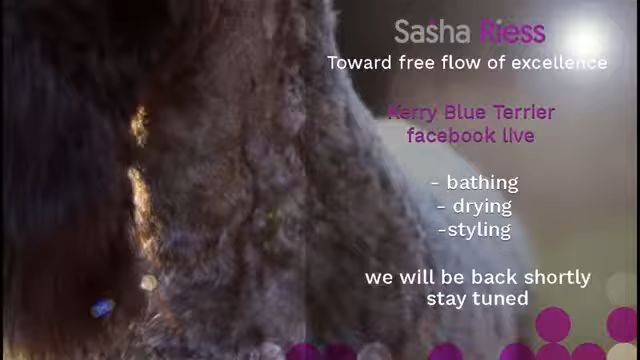 Sasha Riess
Toward free flow of excellence
Kerry Blue Terrier
facebook live
- bathing
- drying
-styling
we will be back shortly
stay tuned